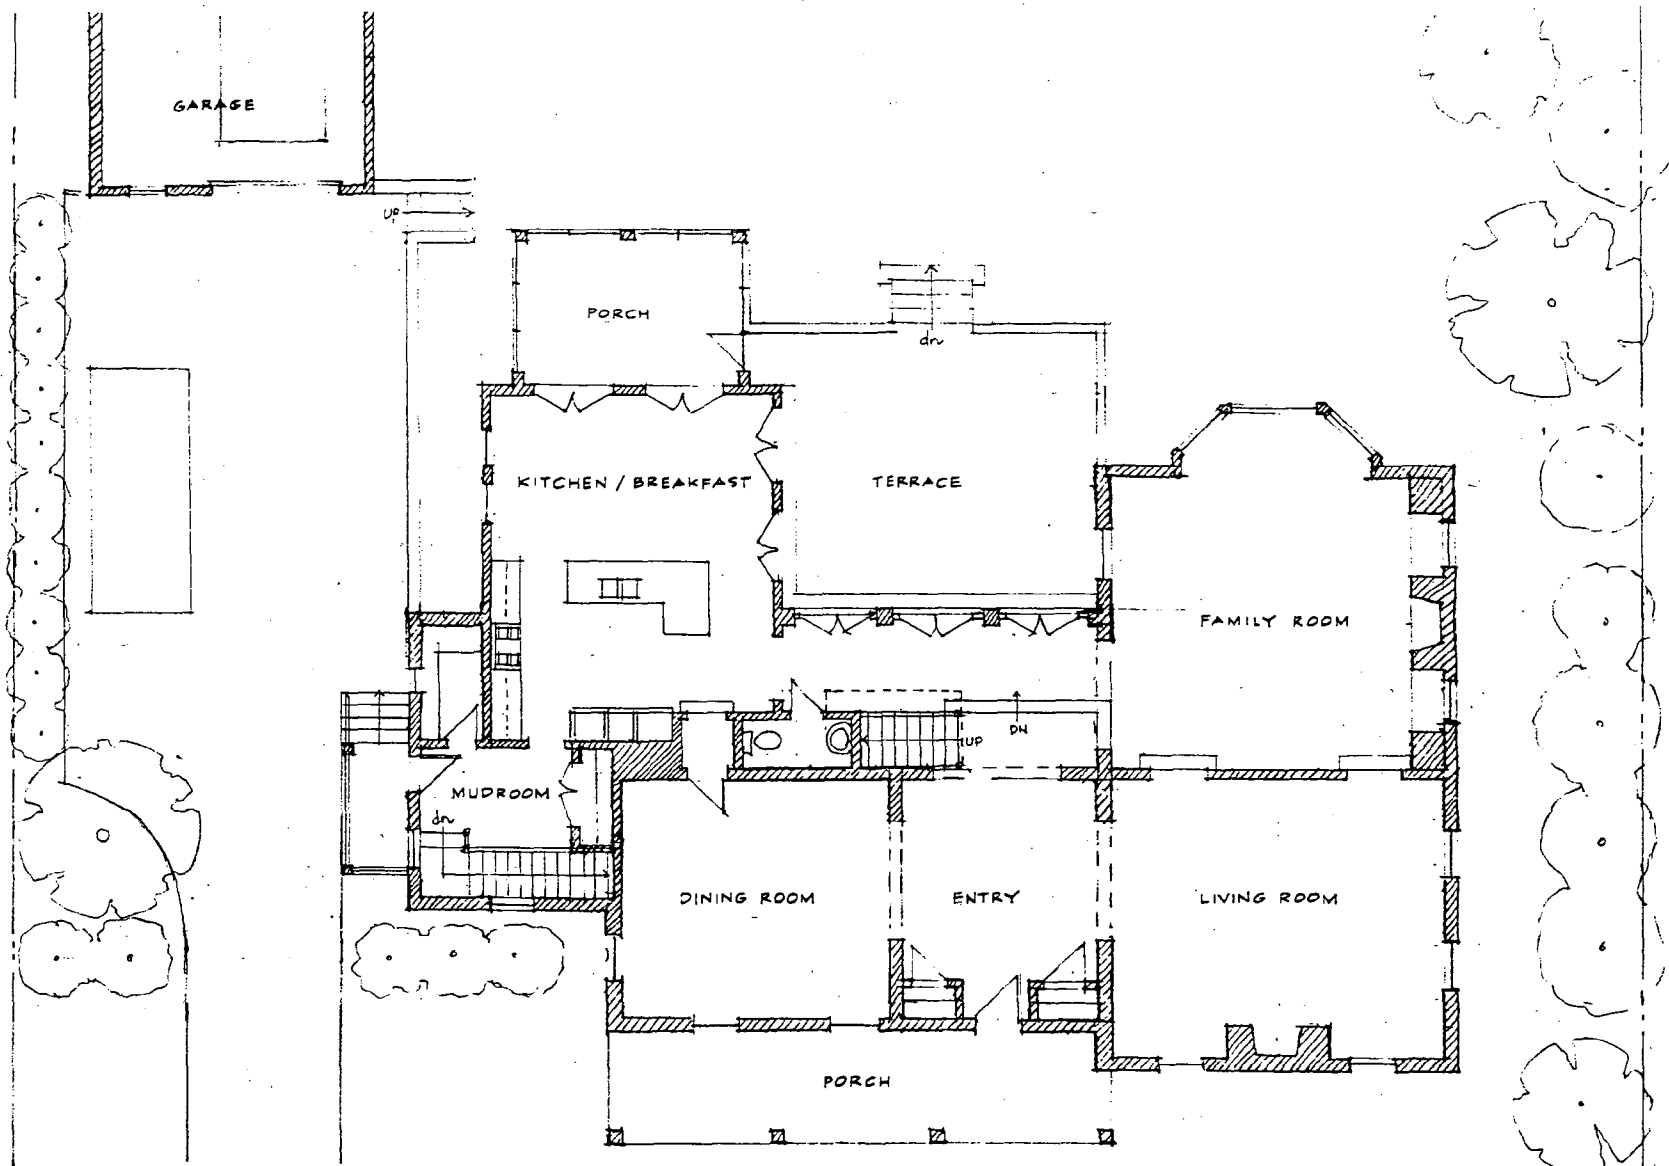 GARAGE
UP
PORCH
dn
KITCHEN / BREAKFAST
TERRACE
FAMILY ROOM
DN
UP
MUDROOM
dn
DINING ROOM
ENTRY
LIVING ROOM
PORCH